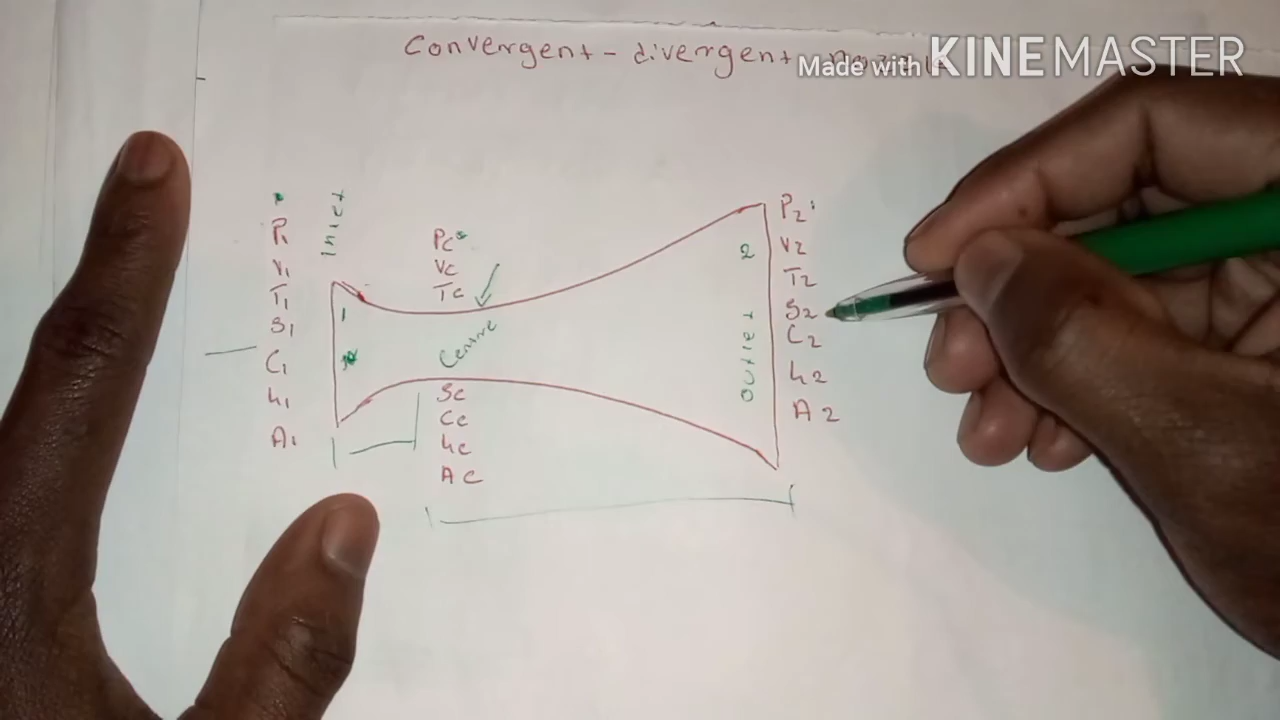 Convergent - divergent
Made with KINEMASTER
Inlet
P1
V1
T1
S1
C1
h1
A1
1
Pc
Vc
Tc
Centre
Sc
Cc
hc
Ac
2
Outlet
P2
V2
T2
S2
C2
h2
A2